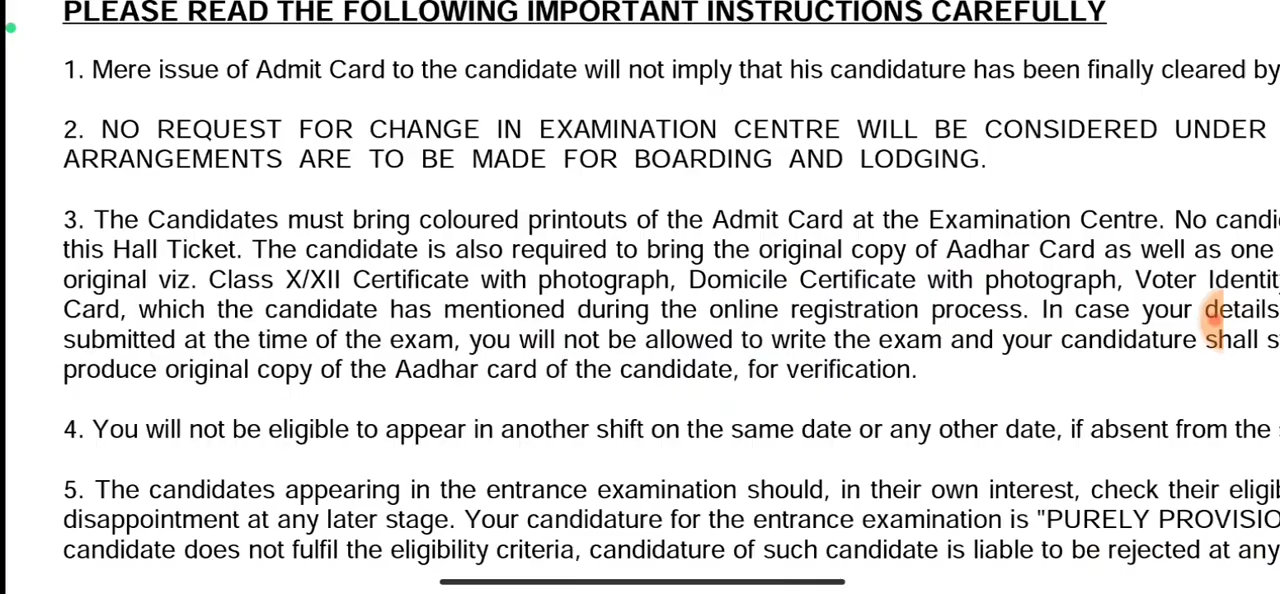 PLEASE READ THE FOLLOWING IMPORTANT INSTRUCTIONS CAREFULLY
1. Mere issue of Admit Card to the candidate will not imply that his candidature has been finally cleared by
2. NO REQUEST FOR CHANGE IN EXAMINATION CENTRE WILL BE CONSIDERED UNDER
ARRANGEMENTS ARE TO BE MADE FOR BOARDING AND LODGING.
3. The Candidates must bring coloured printouts of the Admit Card at the Examination Centre. No
this Hall Ticket. The candidate is also required to bring the original copy of Aadhar Card as well as one
original viz. Class X/XII Certificate with photograph, Domicile Certificate with photograph, Voter
Card, which the candidate has mentioned during the online registration process. In case your details
submitted at the time of the exam, you will not be allowed to write the exam and your candidature shall
produce original copy of the Aadhar card of the candidate, for verification.
4. You will not be eligible to appear in another shift on the same date or any other date, if absent from the
5. The candidates appearing in the entrance examination should, in their own interest, check their
disappointment at any later stage. Your candidature for the entrance examination is "PURELY
candidate does not fulfil the eligibility criteria, candidature of such candidate is liable to be rejected at any